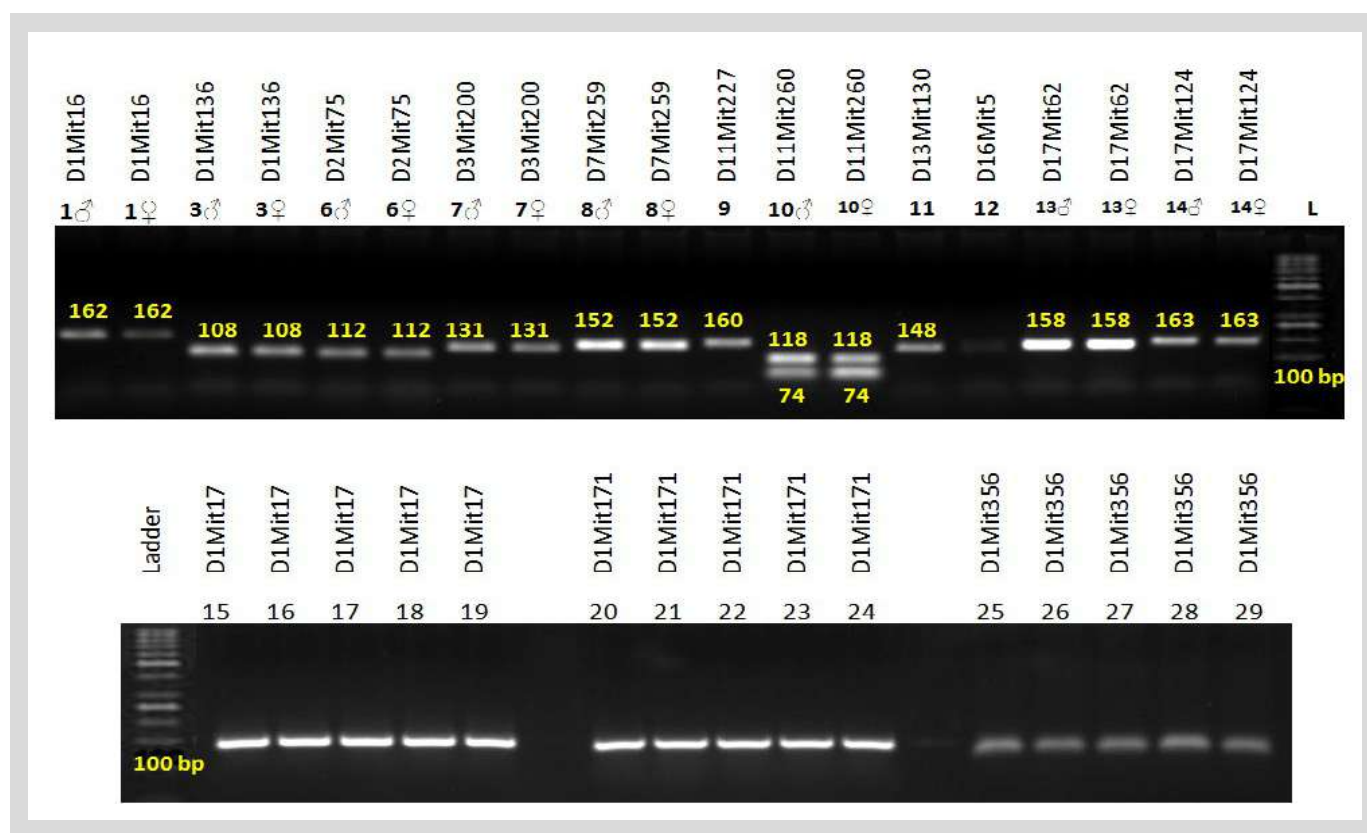 D1Mit16 D1Mit16 D1Mit136 D1Mit136 D2Mit75 D2Mit75 D3Mit200 D3Mit200 D7Mit259 D7Mit259 D11Mit227 D11Mit260 D11Mit260 D13Mit130 D16Mit5 D17Mit62 D17Mit62 D17Mit124 D17Mit124
1♂ 1♀ 3♂ 3♀ 6♂ 6♀ 7♂ 7♀ 8♂ 8♀ 9 10♂ 10♀ 11 12 13♂ 13♀ 14♂ 14♀ L
162 162 108 108 112 112 131 131 152 152 160 118 118 148 158 158 163 163
74 74 100 bp
Ladder D1Mit17 D1Mit17 D1Mit17 D1Mit17 D1Mit17 D1Mit171 D1Mit171 D1Mit171 D1Mit171 D1Mit171 D1Mit356 D1Mit356 D1Mit356 D1Mit356 D1Mit356
15 16 17 18 19 20 21 22 23 24 25 26 27 28 29
100 bp